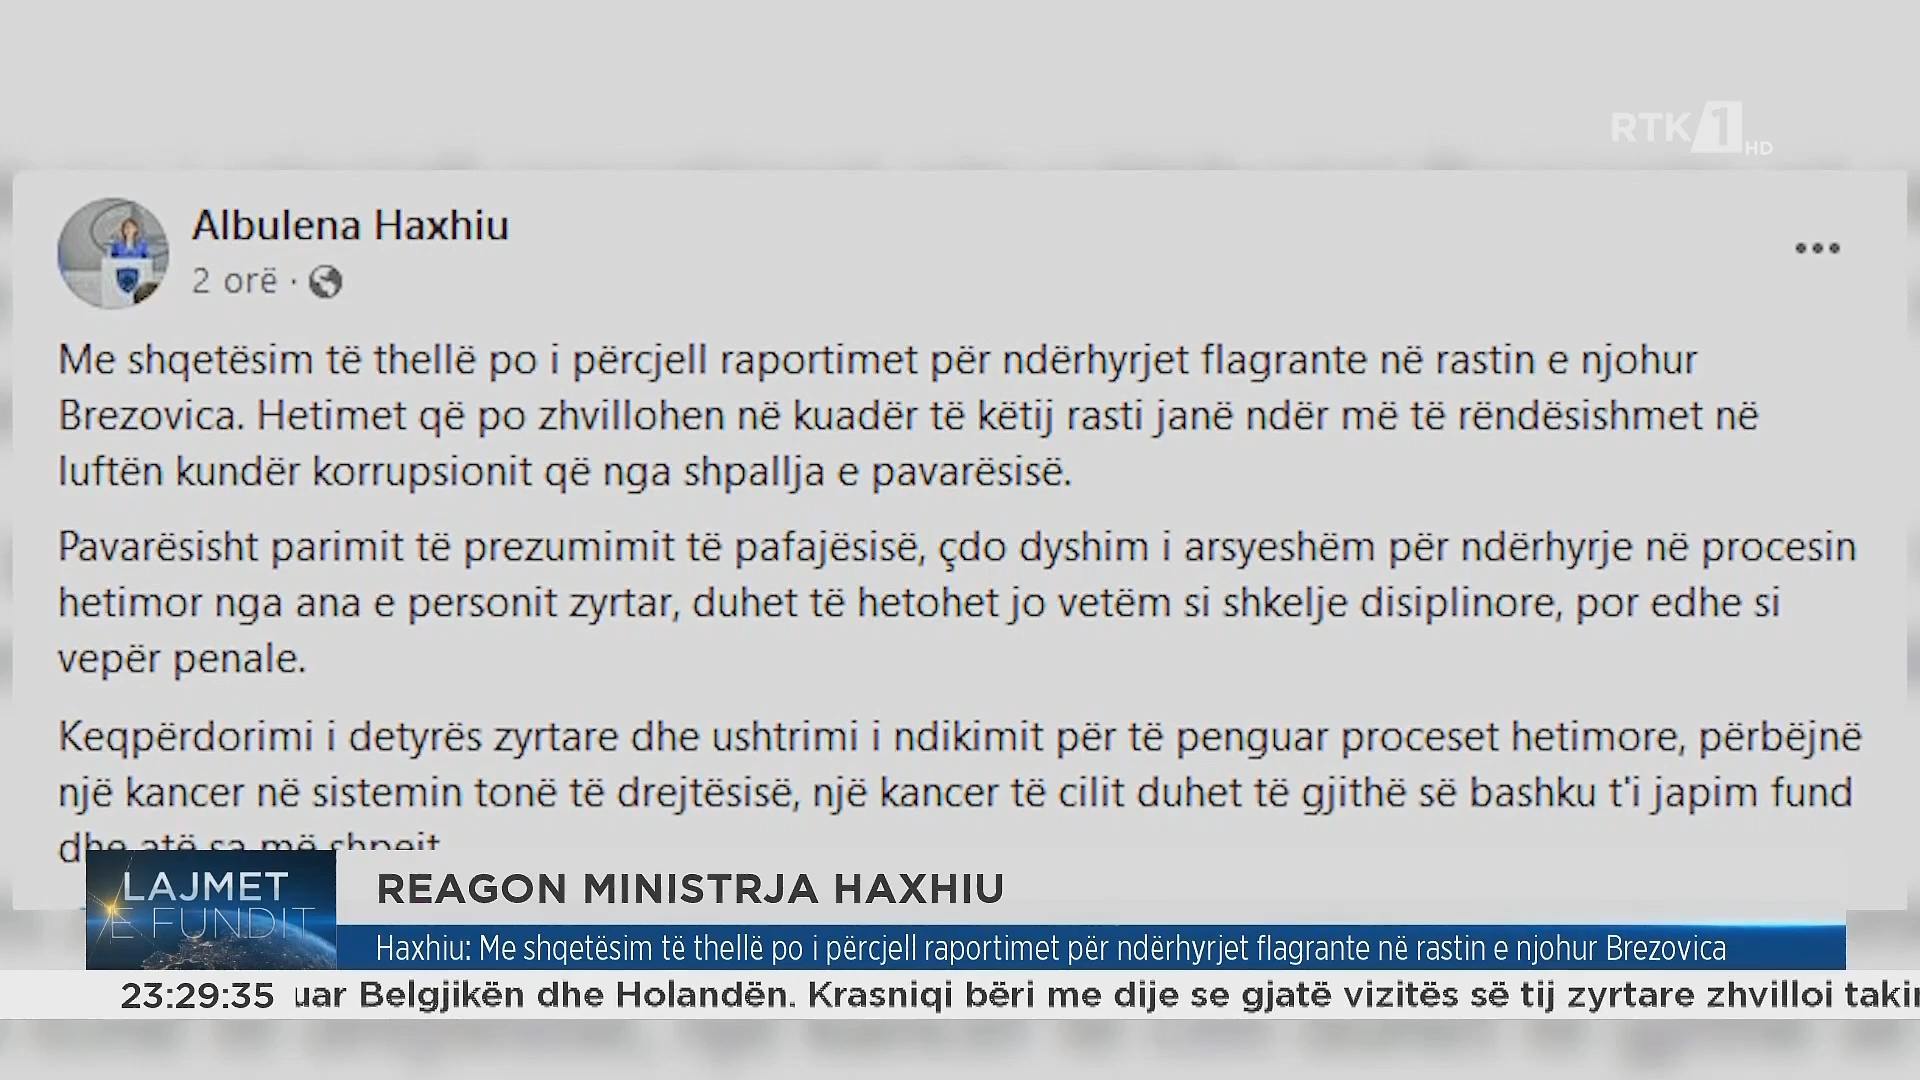 RTK 1 HD
Albulena Haxhiu
2 orë ·
Me shqetësim të thellë po i përcjell raportimet për ndërhyrjet flagrante në rastin e njohur
Brezovica. Hetimet që po zhvillohen në kuadër të këtij rasti janë ndër më të rëndësishmet në
luftën kundër korrupsionit që nga shpallja e pavarësisë.
Pavarësisht parimit të prezumimit të pafajësisë, çdo dyshim i arsyeshëm për ndërhyrje në procesin
hetimor nga ana e personit zyrtar, duhet të hetohet jo vetëm si shkelje disiplinore, por edhe si
vepër penale.
Keqpërdorimi i detyrës zyrtare dhe ushtrimi i ndikimit për të penguar proceset hetimore, përbëjnë
një kancer në sistemin tonë të drejtësisë, një kancer të cilit duhet të gjithë së bashku t'i japim fund
dhe atë sa më shpejt
LAJMET
E FUNDIT
REAGON MINISTRJA HAXHIU
Haxhiu: Me shqetësim të thellë po i përcjell raportimet për ndërhyrjet flagrante në rastin e njohur Brezovica
23:29:35 uar Belgjikën dhe Holandën. Krasniqi bëri me dije se gjatë vizitës së tij zyrtare zhvilloi takim